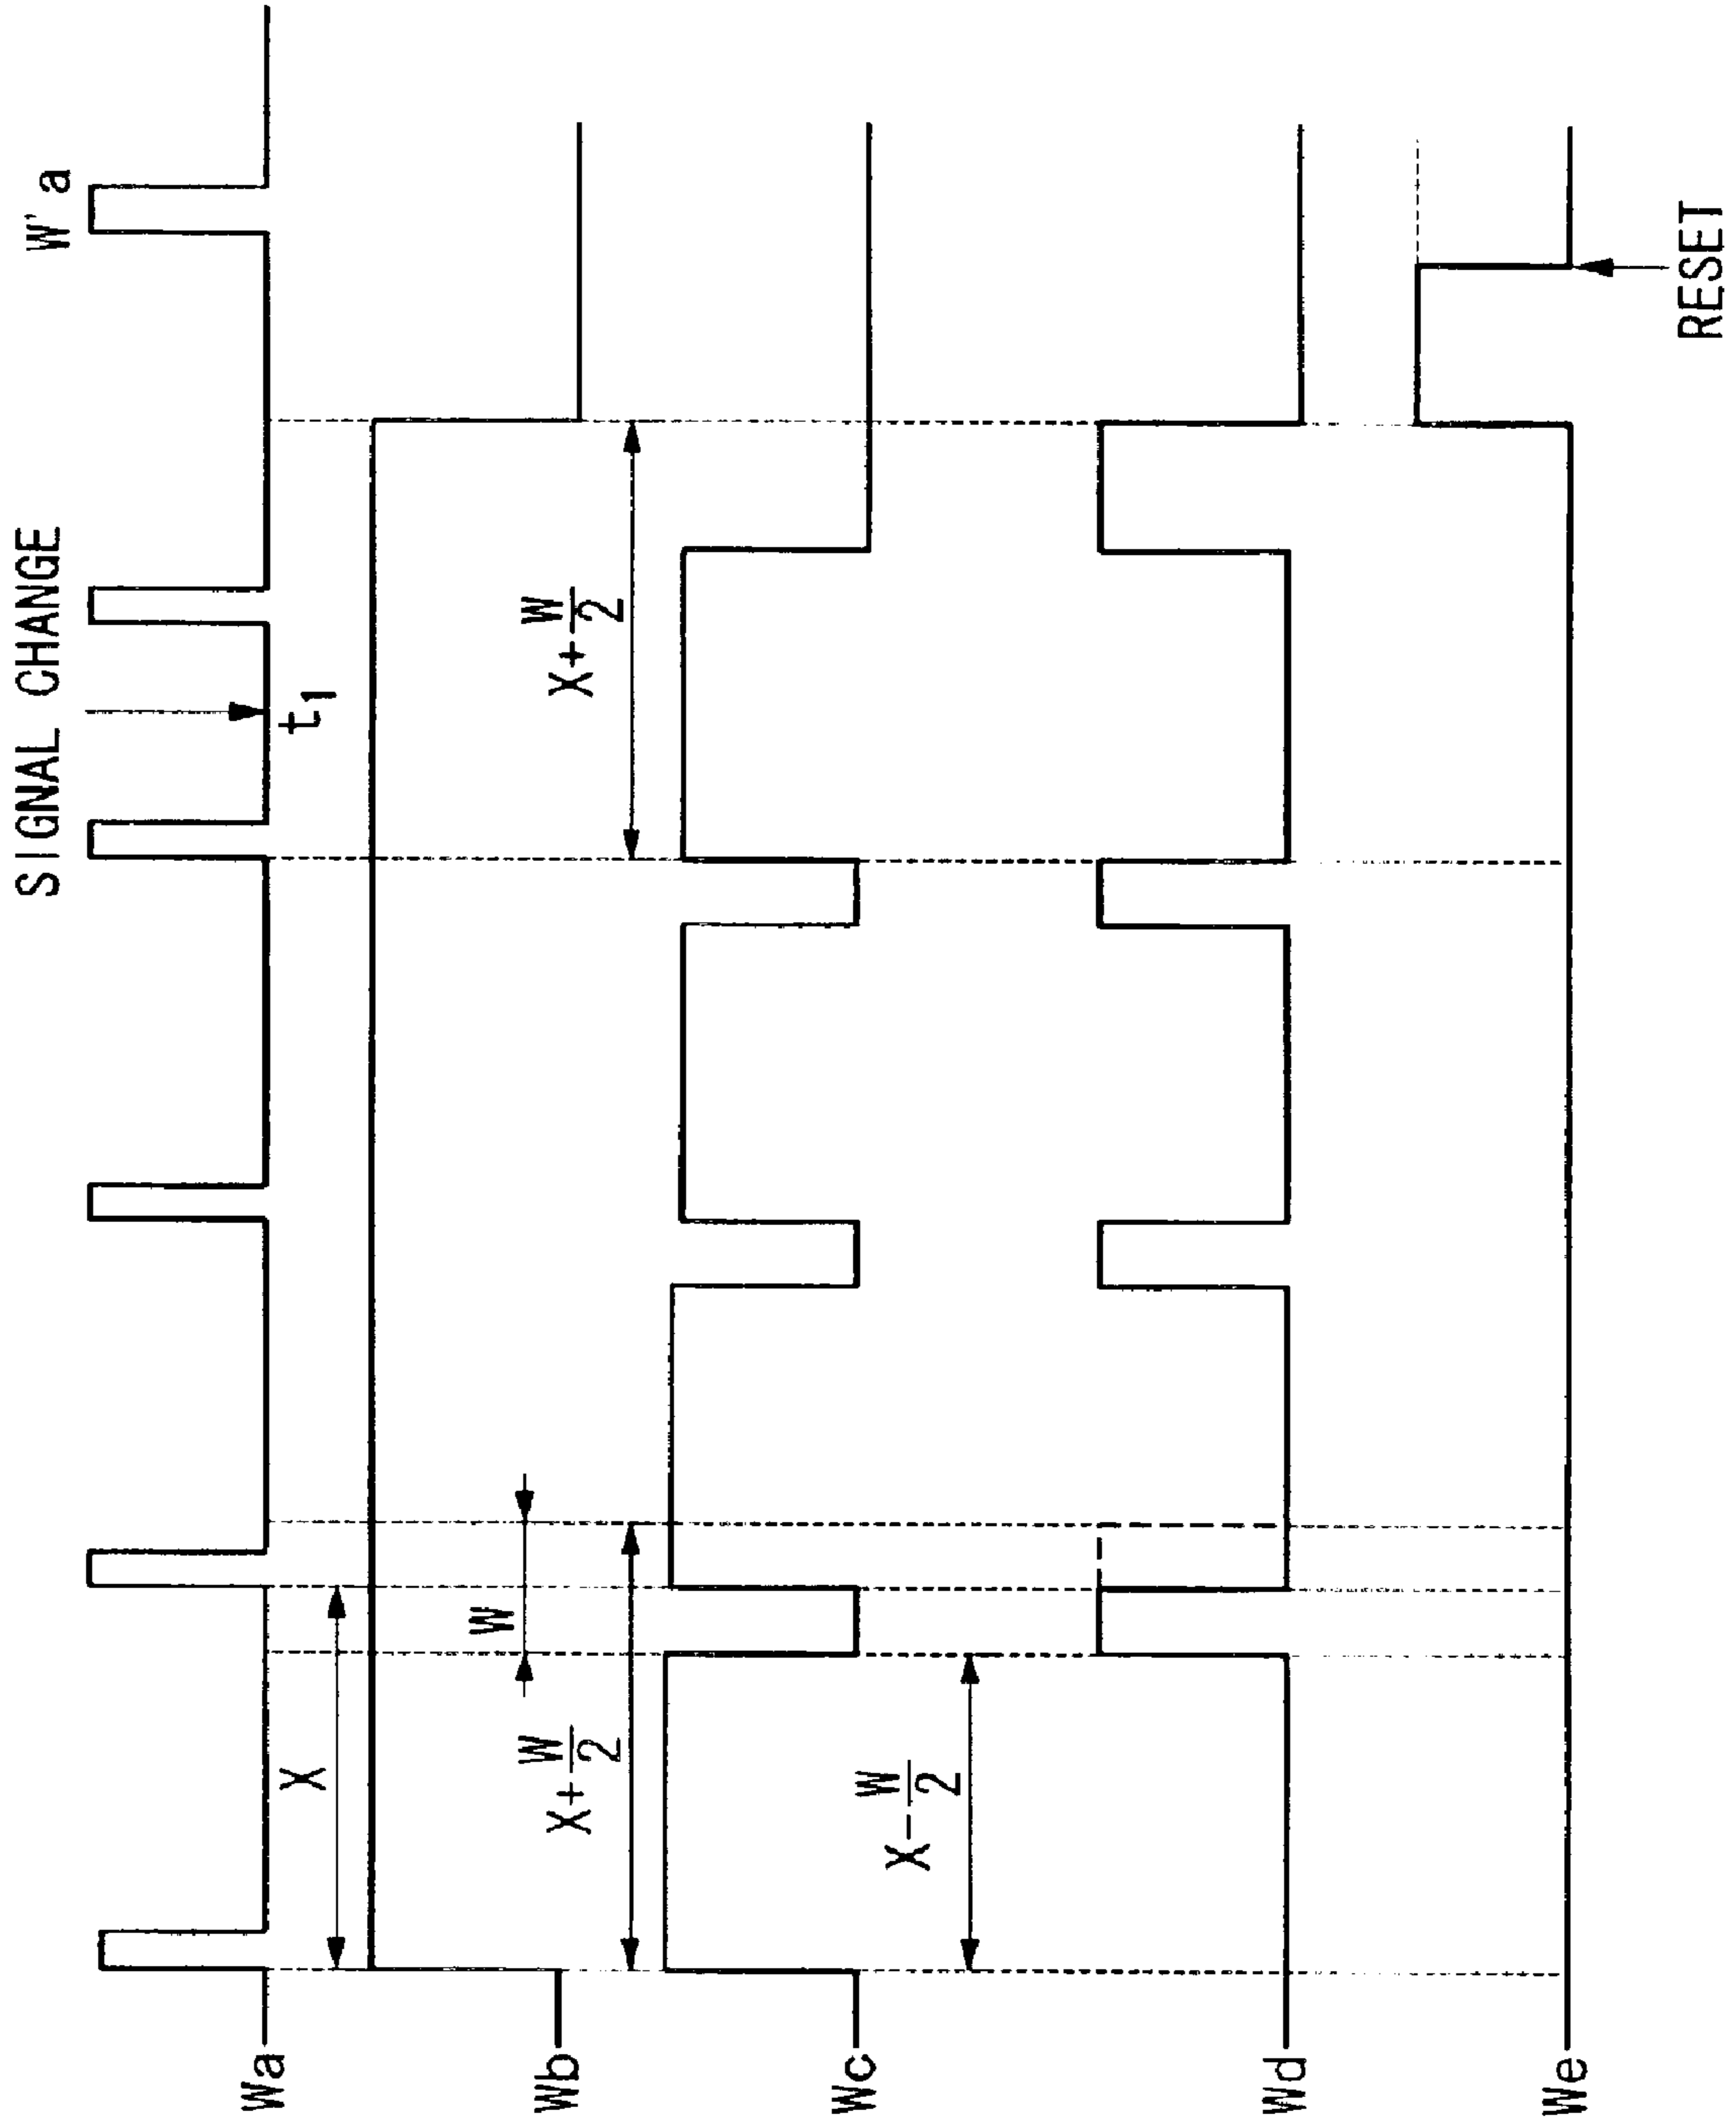 SIGNAL CHANGE
W'a
t1
Wa
X
W
X+W/2
X+W/2
Wb
X-W/2
Wc
Wd
We
RESET